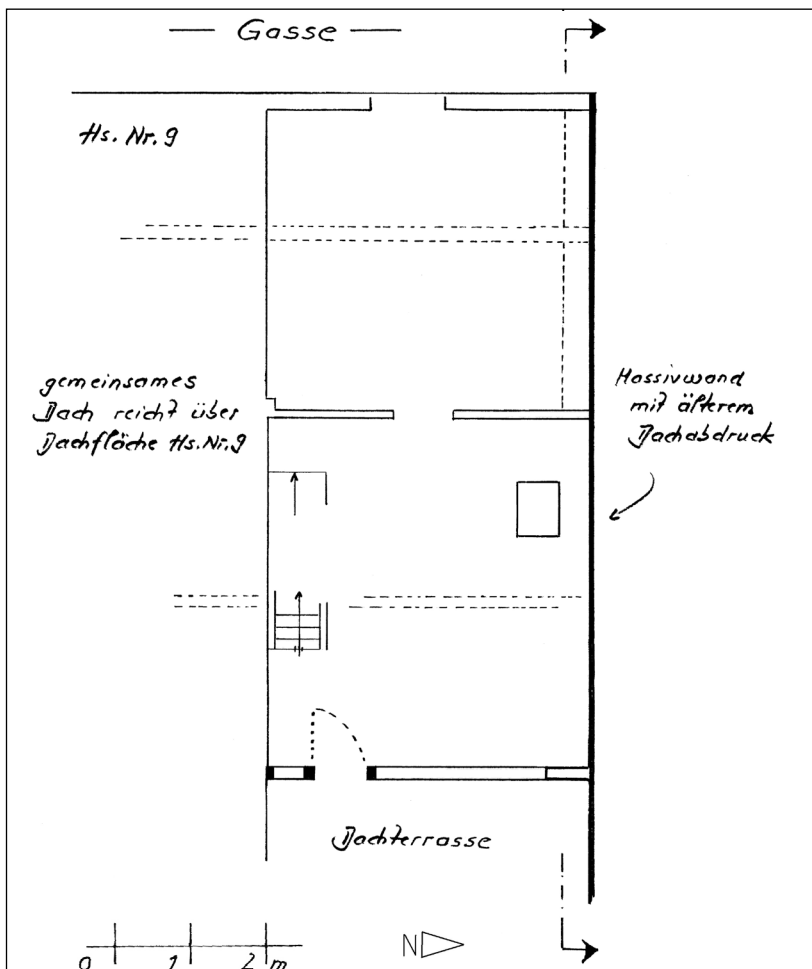 Gasse
Hs. Nr. 9
gemeinsames
Dach reicht über
Dachfläche Hs. Nr. 9
Massivwand
mit älterem
Dachabdruck
Dachterrasse
0 1 2 m
N